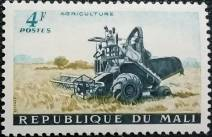 4F
AGRICULTURE
POSTES
REPUBLIQUE DU MALI